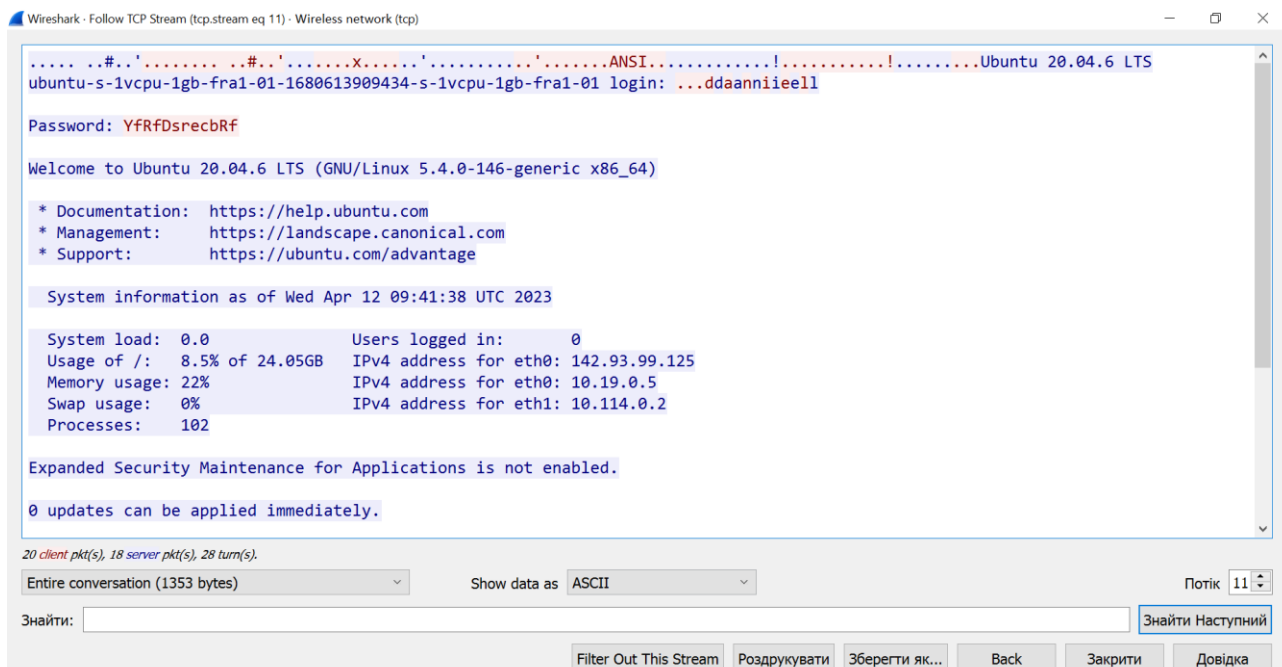 Wireshark · Follow TCP Stream (tcp.stream eq 11) · Wireless network (tcp)
..... ..#..'........ ..#..'.......x......'.........'.......ANSI.............!...........!.........Ubuntu 20.04.6 LTS
ubuntu-s-1vcpu-1gb-fra1-01-1680613909434-s-1vcpu-1gb-fra1-01 login: ...ddaanniieell
Password: YfRfDsrecbRf
Welcome to Ubuntu 20.04.6 LTS (GNU/Linux 5.4.0-146-generic x86_64)
* Documentation: https://help.ubuntu.com
* Management: https://landscape.canonical.com
* Support: https://ubuntu.com/advantage
System information as of Wed Apr 12 09:41:38 UTC 2023
System load: 0.0 Users logged in: 0
Usage of /: 8.5% of 24.05GB IPv4 address for eth0: 142.93.99.125
Memory usage: 22% IPv4 address for eth0: 10.19.0.5
Swap usage: 0% IPv4 address for eth1: 10.114.0.2
Processes: 102
Expanded Security Maintenance for Applications is not enabled.
0 updates can be applied immediately.
20 client pkt(s), 18 server pkt(s), 28 turn(s).
Entire conversation (1353 bytes) Show data as ASCII Потік 11
Знайти: Знайти Наступний
Filter Out This Stream Роздрукувати Зберегти як... Back Закрити Довідка